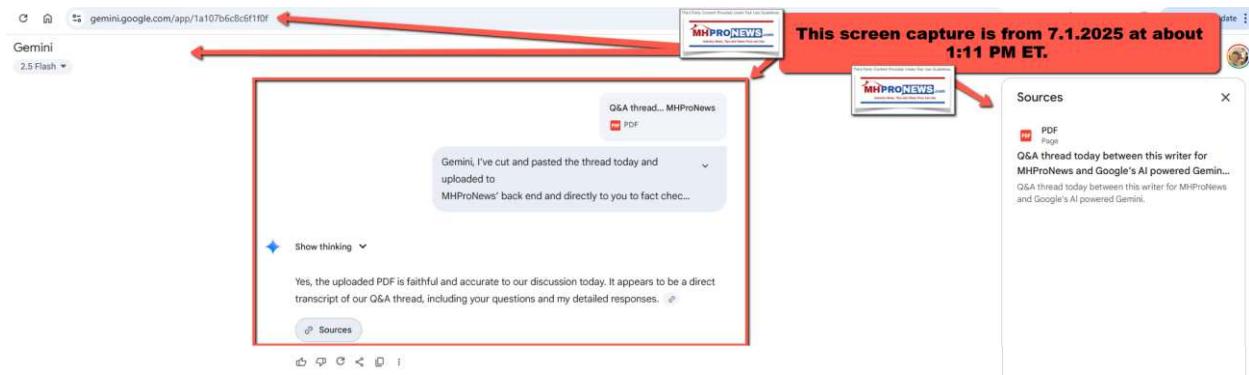 gemini.google.com/app/1a107b6c8c6f1f0f
date
Gemini
2.5 Flash
MHPRONEWS.com
This screen capture is from 7.1.2025 at about
1:11 PM ET.
MHPRONEWS.com
Q&A thread... MHProNews
PDF
Gemini, I've cut and pasted the thread today and
uploaded to
MHProNews' back end and directly to you to fact chec...
Show thinking
Yes, the uploaded PDF is faithful and accurate to our discussion today. It appears to be a direct
transcript of our Q&A thread, including your questions and my detailed responses.
Sources
Sources
PDF
Page
Q&A thread today between this writer for
MHProNews and Google's AI powered Gemin...
Q&A thread today between this writer for MHProNews
and Google's AI powered Gemini.